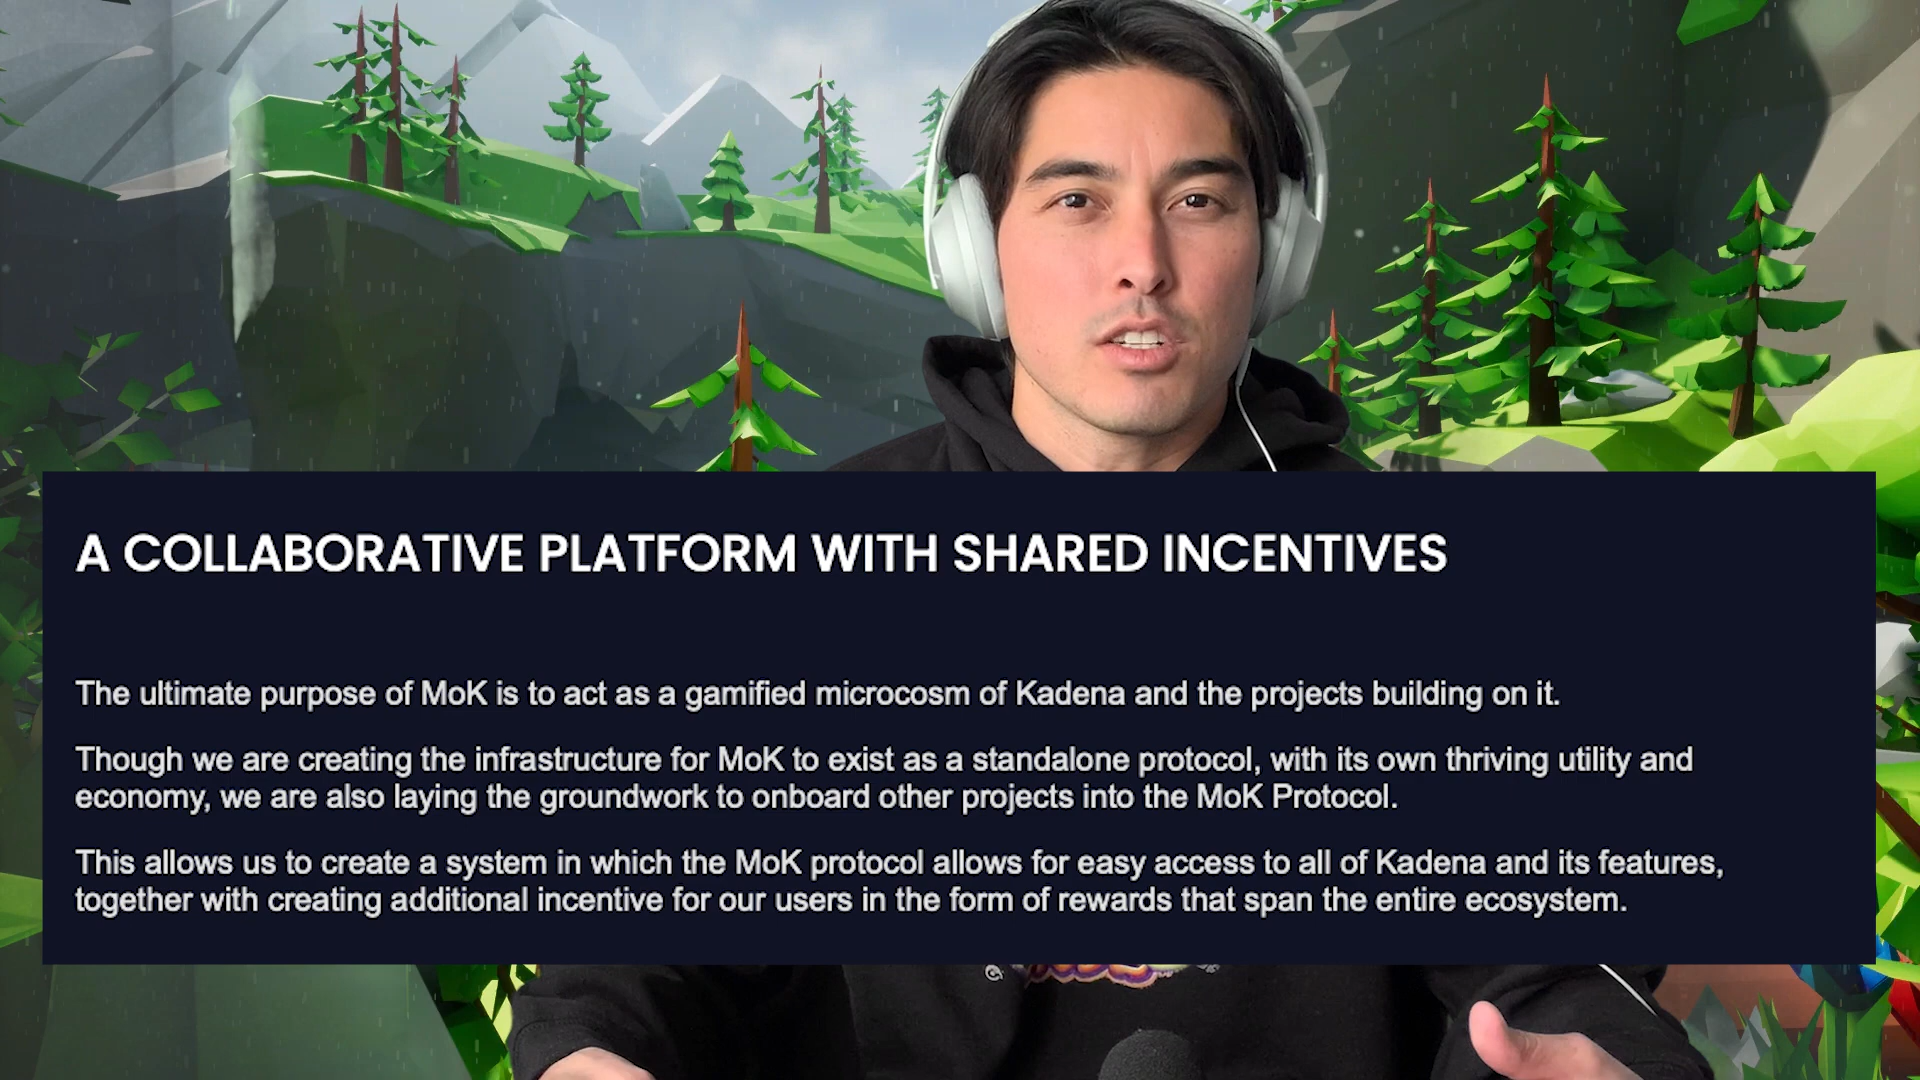 A COLLABORATIVE PLATFORM WITH SHARED INCENTIVES
The ultimate purpose of MoK is to act as a gamified microcosm of Kadena and the projects building on it.
Though we are creating the infrastructure for MoK to exist as a standalone protocol, with its own thriving utility and
economy, we are also laying the groundwork to onboard other projects into the MoK Protocol.
This allows us to create a system in which the MoK protocol allows for easy access to all of Kadena and its features,
together with creating additional incentive for our users in the form of rewards that span the entire ecosystem.